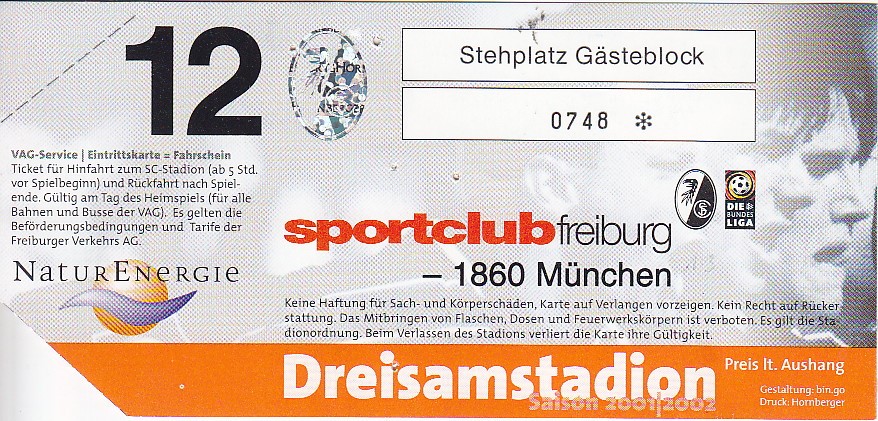 12
Stehplatz Gästeblock
0748 *
VAG-Service | Eintrittskarte = Fahrschein
Ticket für Hinfahrt zum SC-Stadion (ab 5 Std.
vor Spielbeginn) und Rückfahrt nach Spiel-
ende. Gültig am Tag des Heimspiels (für alle
Bahnen und Busse der VAG). Es gelten die
Beförderungsbedingungen und Tarife der
Freiburger Verkehrs AG.
NATURENERGIE
SC
DIE
BUNDES
LIGA
sportclubfreiburg
– 1860 München
Keine Haftung für Sach- und Körperschäden, Karte auf Verlangen vorzeigen. Kein Recht auf Rücker-
stattung. Das Mitbringen von Flaschen, Dosen und Feuerwerkskörpern ist verboten. Es gilt die Sta-
dionordnung. Beim Verlassen des Stadions verliert die Karte ihre Gültigkeit.
Dreisamstadion
Saison 2001|2002
Preis lt. Aushang
Gestaltung: bin.go
Druck: Hornberger